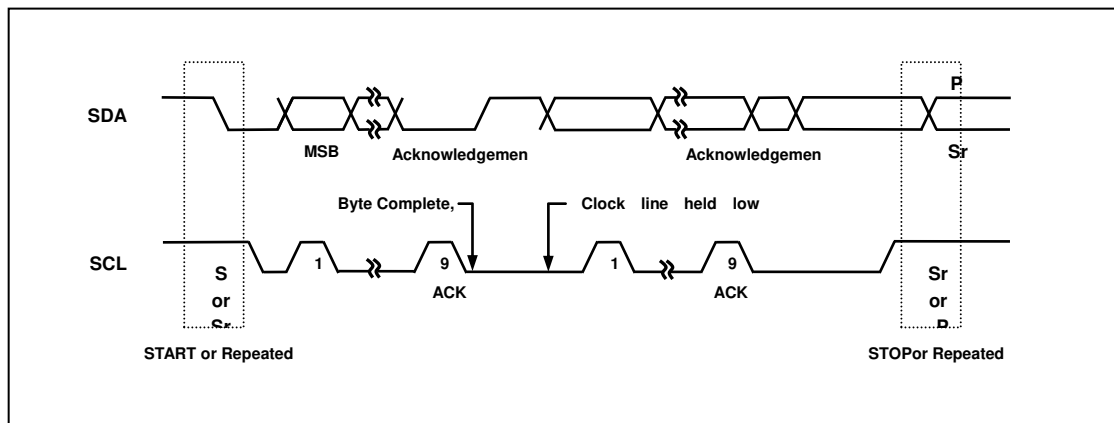 P
SDA
MSB
Acknowledgemen
Acknowledgemen
Sr
Byte Complete,
Clock line held low
SCL
1
9
1
9
S
or
Sr
ACK
ACK
Sr
or
P
START or Repeated
STOPor Repeated